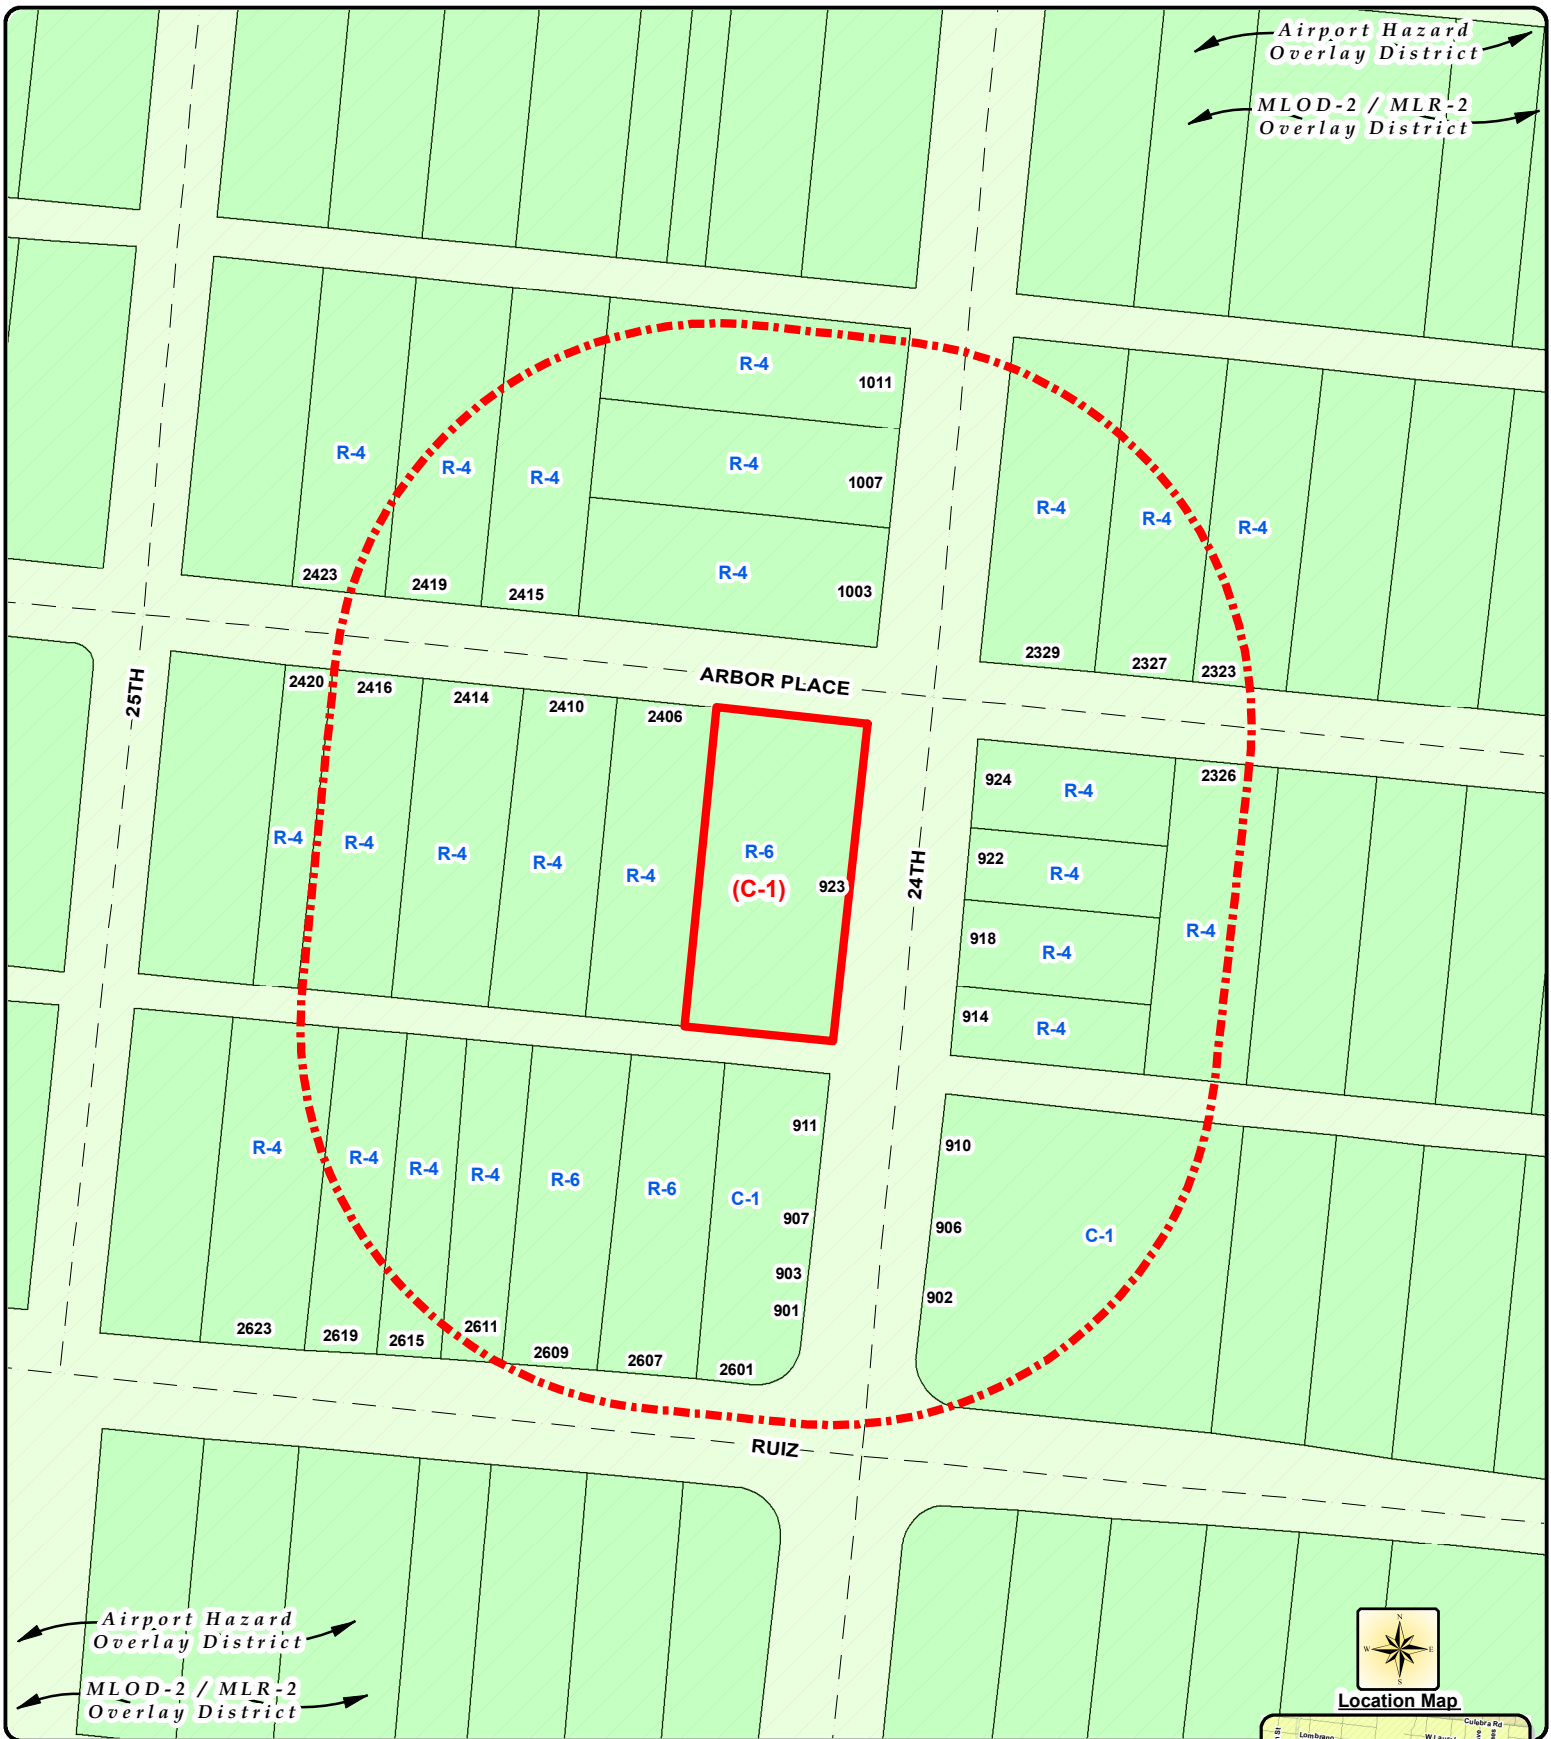 Airport Hazard
Overlay District
MLOD-2 / MLR-2
Overlay District
R-4
1011
R-4
R-4
R-4
R-4
1007
R-4
R-4
R-4
R-4
1003
2423
2419
2415
2329
2327
2323
25TH
2420
2416
2414
2410
2406
ARBOR PLACE
924
R-4
2326
R-4
R-4
R-4
R-4
R-4
R-6
(C-1)
923
24TH
922
R-4
918
R-4
R-4
914
R-4
911
910
R-4
R-4
R-4
R-4
R-6
R-6
C-1
907
906
C-1
903
901
902
2623
2619
2615
2611
2609
2607
2601
RUIZ
Airport Hazard
Overlay District
MLOD-2 / MLR-2
Overlay District
N
W
E
S
Location Map
Culebra Rd
Lombrano
St